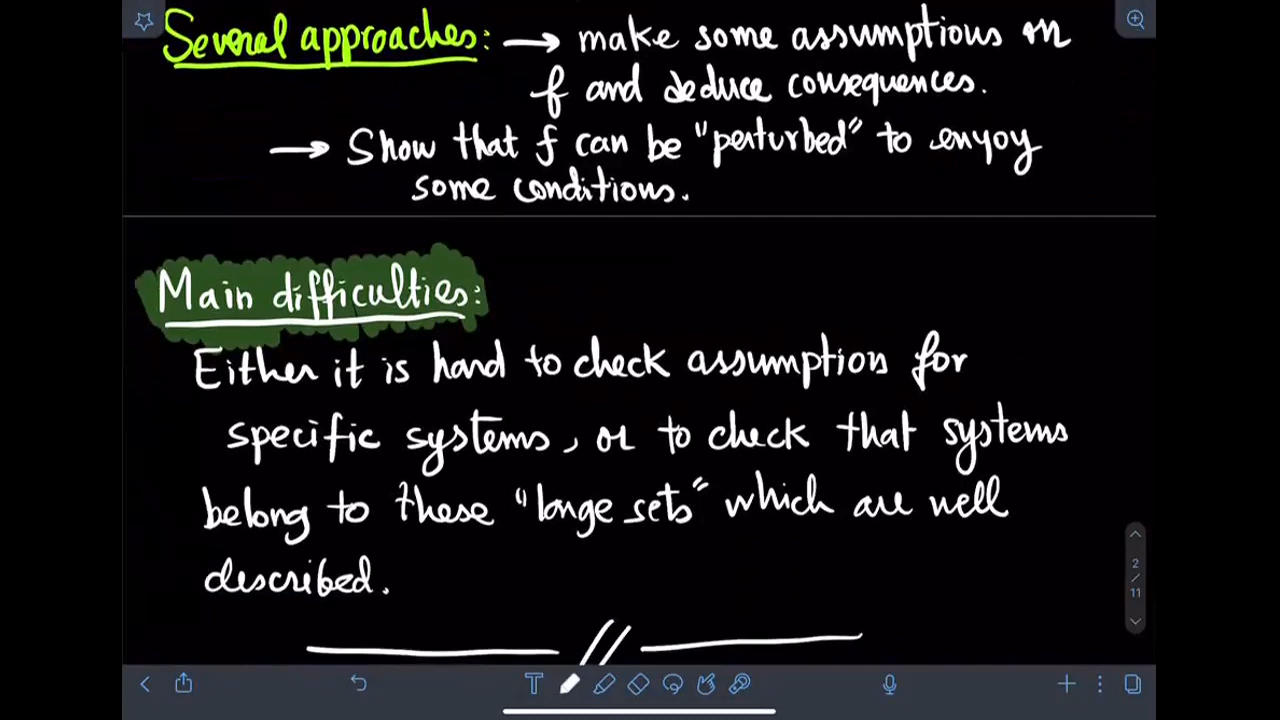 Several approaches: → make some assumptions on
f and deduce consequences.
→ Show that f can be "perturbed" to enjoy
some conditions.
Main difficulties:
Either it is hard to check assumption for
specific systems, or to check that systems
belong to these "large sets" which are well
described.
2
/
11
T